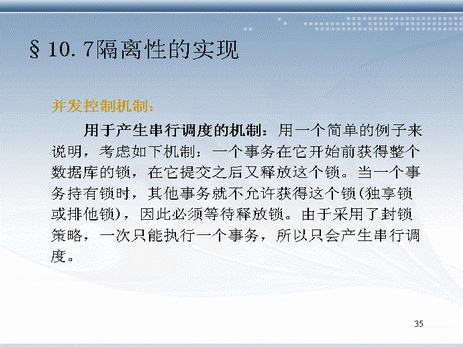 §10.7隔离性的实现
并发控制机制：
用于产生串行调度的机制：用一个简单的例子来
说明，考虑如下机制：一个事务在它开始前获得整个
数据库的锁，在它提交之后又释放这个锁。当一个事
务持有锁时，其他事务就不允许获得这个锁(独享锁
或排他锁)，因此必须等待释放锁。由于采用了封锁
策略，一次只能执行一个事务，所以只会产生串行调
度。
35